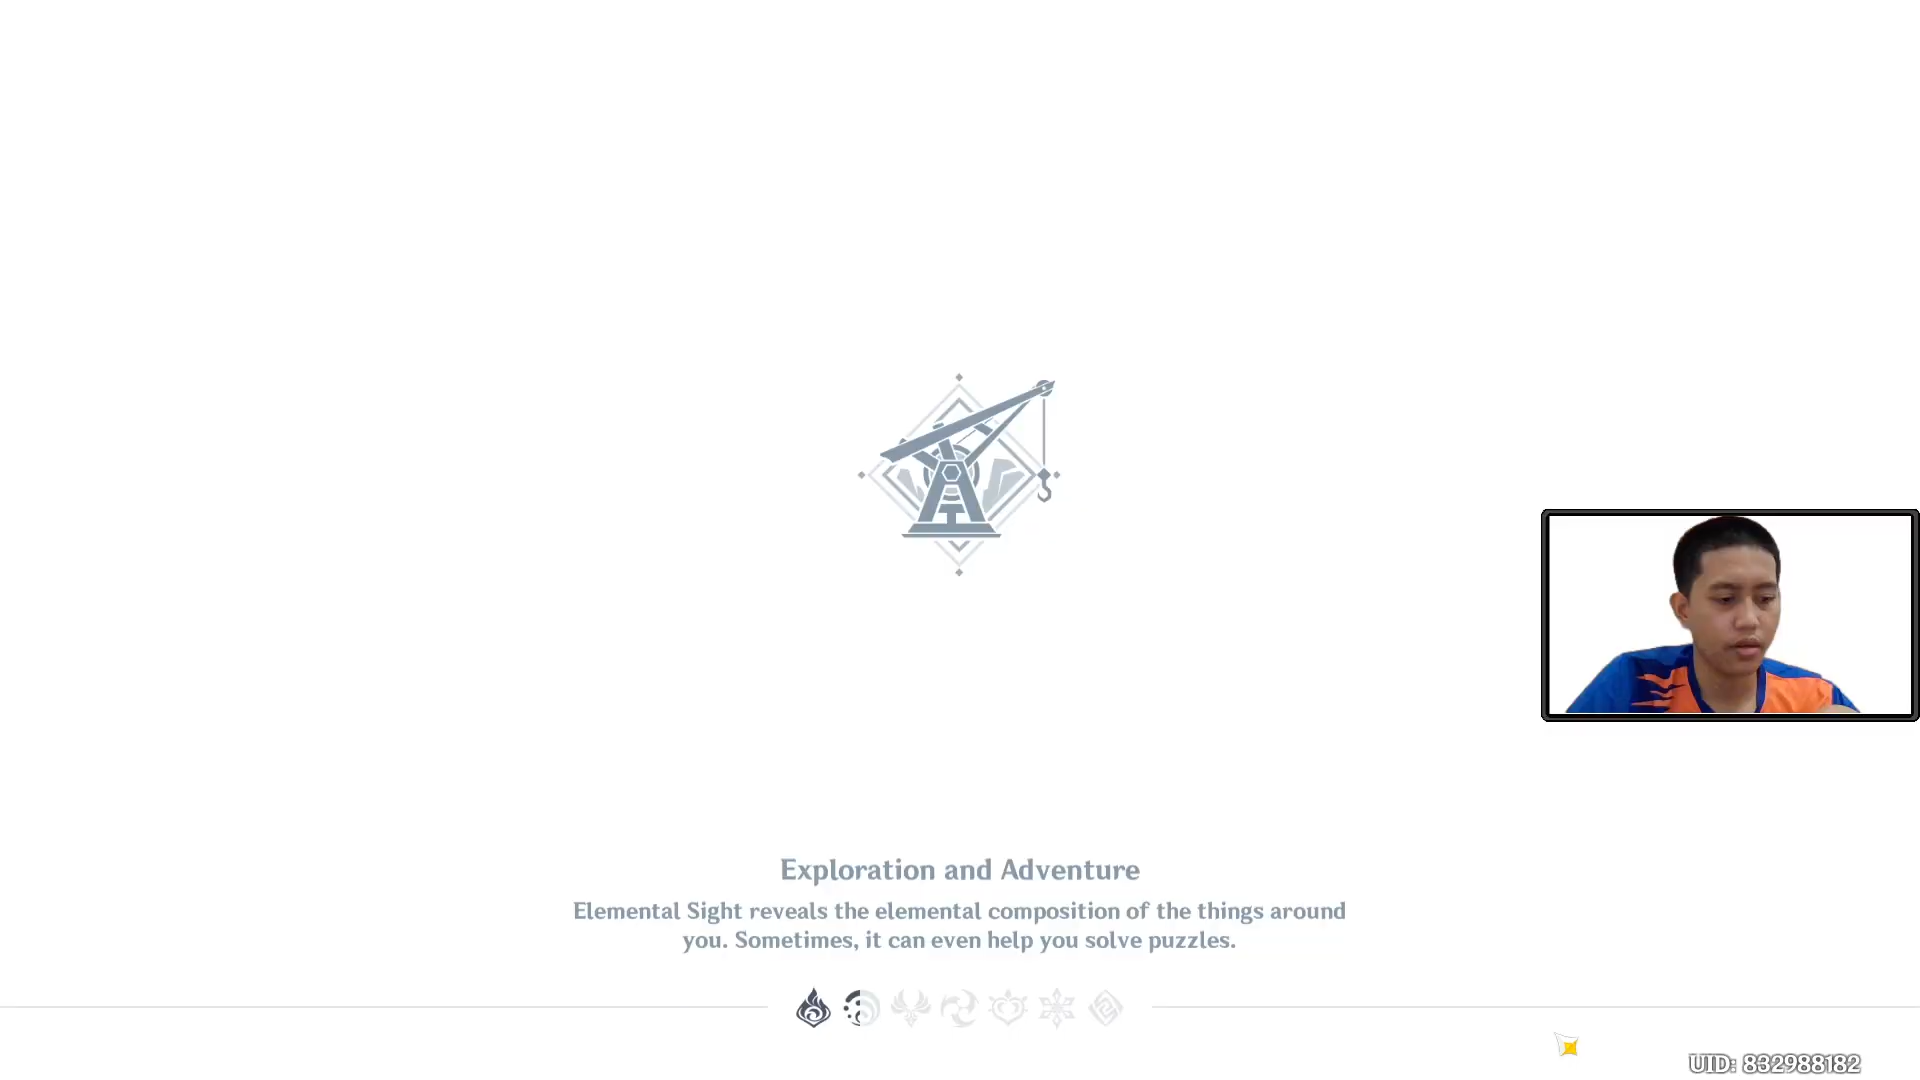 Exploration and Adventure
Elemental Sight reveals the elemental composition of the things around
you. Sometimes, it can even help you solve puzzles.
UID: 832988182